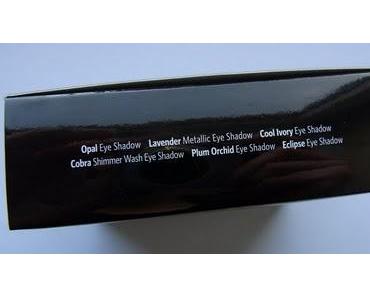 Opal Eye Shadow Lavender Metallic Eye Shadow Cool Ivory Eye Shadow
Cobra Shimmer Wash Eye Shadow Plum Orchid Eye Shadow Eclipse Eye Shadow